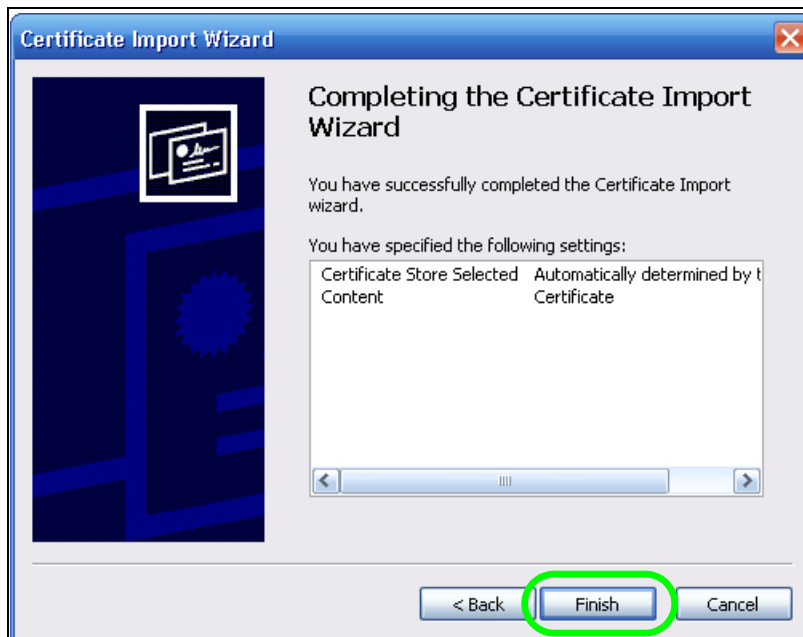 Certificate Import Wizard
Completing the Certificate Import
Wizard
You have successfully completed the Certificate Import
wizard.
You have specified the following settings:
Certificate Store Selected Automatically determined by t
Content Certificate
< Back Finish Cancel